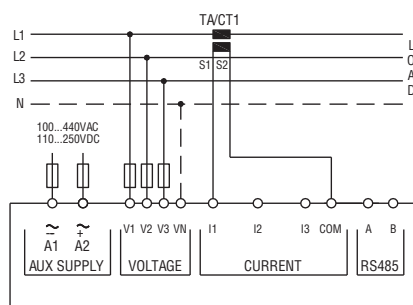 TA/CT1
L1
L2
L3
N
S1 S2
L
O
A
D
100...440VAC
110...250VDC
~ ~
– +
A1 A2
V1 V2 V3 VN I1 I2 I3 COM A B
AUX SUPPLY VOLTAGE CURRENT RS485